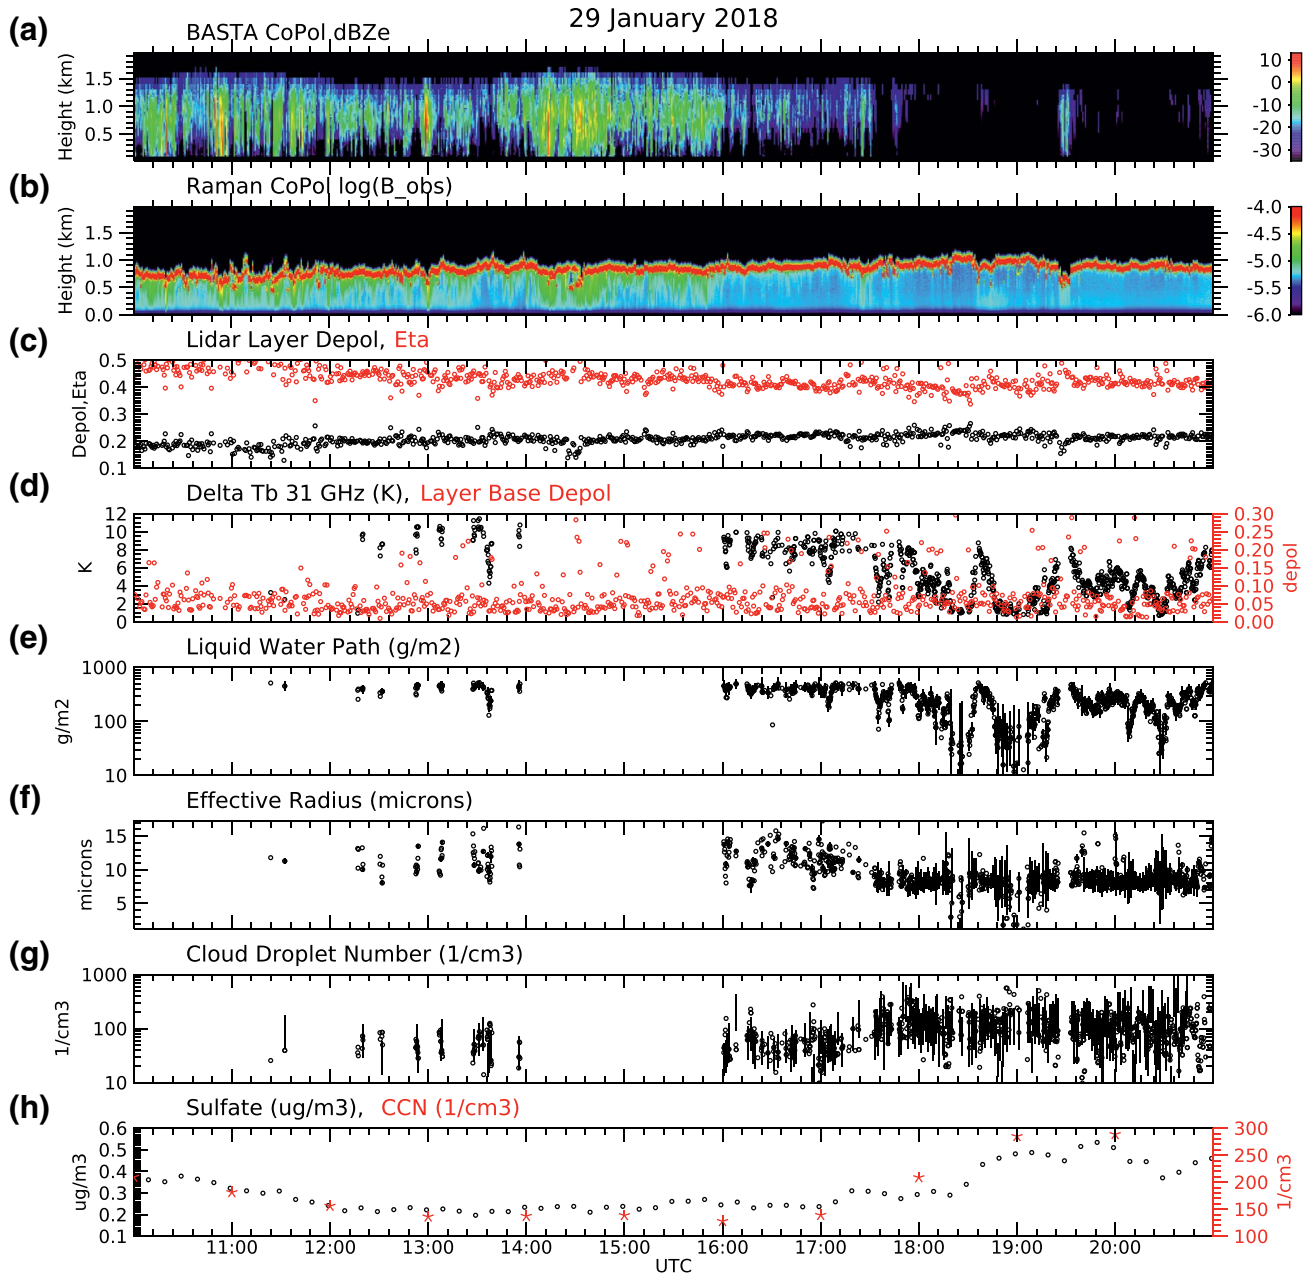 29 January 2018
(a) BASTA CoPol dBZe
Height (km)
1.5
1.0
0.5
10
0
-10
-20
-30
(b) Raman CoPol log(B_obs)
Height (km)
1.5
1.0
0.5
0.0
-4.0
-4.5
-5.0
-5.5
-6.0
(c) Lidar Layer Depol, Eta
Depol,Eta
0.5
0.4
0.3
0.2
0.1
(d) Delta Tb 31 GHz (K), Layer Base Depol
K
12
10
8
6
4
2
0
0.30
0.25
0.20
0.15
0.10
0.05
0.00
depol
(e) Liquid Water Path (g/m2)
g/m2
1000
100
10
(f) Effective Radius (microns)
microns
15
10
5
(g) Cloud Droplet Number (1/cm3)
1/cm3
1000
100
10
(h) Sulfate (ug/m3), CCN (1/cm3)
ug/m3
0.6
0.5
0.4
0.3
0.2
0.1
300
250
200
150
100
1/cm3
11:00 12:00 13:00 14:00 15:00 16:00 17:00 18:00 19:00 20:00
UTC